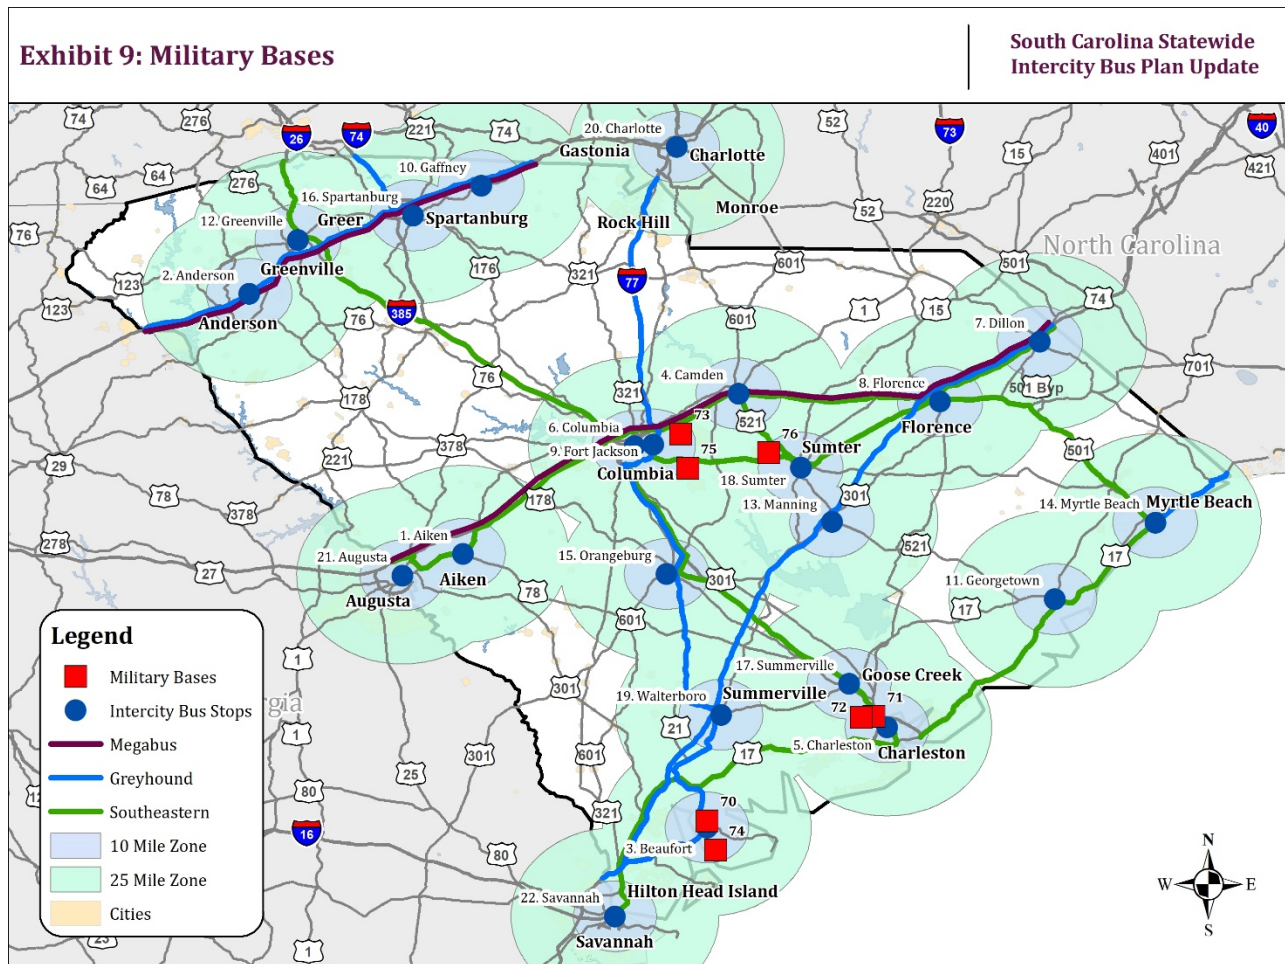 Exhibit 9: Military Bases
South Carolina Statewide
Intercity Bus Plan Update
74
276
26
74
221
74
20. Charlotte
52
73
40
64
64
276
10. Gaffney
Gastonia
Charlotte
15
401
421
16. Spartanburg
12. Greenville
Greer
Spartanburg
Rock Hill
Monroe
52
220
76
North Carolina
2. Anderson
Greenville
176
321
601
501
123
123
77
74
Anderson
76
385
601
1
15
7. Dillon
701
178
76
321
4. Camden
8. Florence
501 Byp
73
521
Florence
6. Columbia
76
29
221
378
9. Fort Jackson
75
Sumter
501
Columbia
18. Sumter
78
378
178
13. Manning
301
14. Myrtle Beach
Myrtle Beach
278
1. Aiken
21. Augusta
15. Orangeburg
521
17
27
Aiken
301
11. Georgetown
Augusta
78
601
17
Legend
Military Bases
Intercity Bus Stops
Megabus
Greyhound
Southeastern
10 Mile Zone
25 Mile Zone
Cities
1
17. Summerville
Goose Creek
301
19. Walterboro
Summerville
72
71
rgia
1
21
5. Charleston
Charleston
25
301
601
17
80
321
70
16
74
80
3. Beaufort
Hilton Head Island
22. Savannah
Savannah
23
1
N
W
E
S